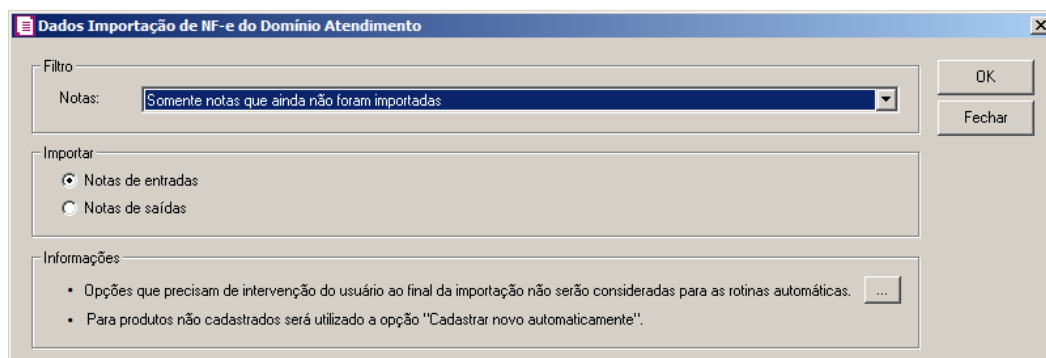 Dados Importação de NF-e do Domínio Atendimento
Filtro
Notas: Somente notas que ainda não foram importadas
OK
Fechar
Importar
Notas de entradas
Notas de saídas
Informações
• Opções que precisam de intervenção do usuário ao final da importação não serão consideradas para as rotinas automáticas. ...
• Para produtos não cadastrados será utilizado a opção "Cadastrar novo automaticamente".